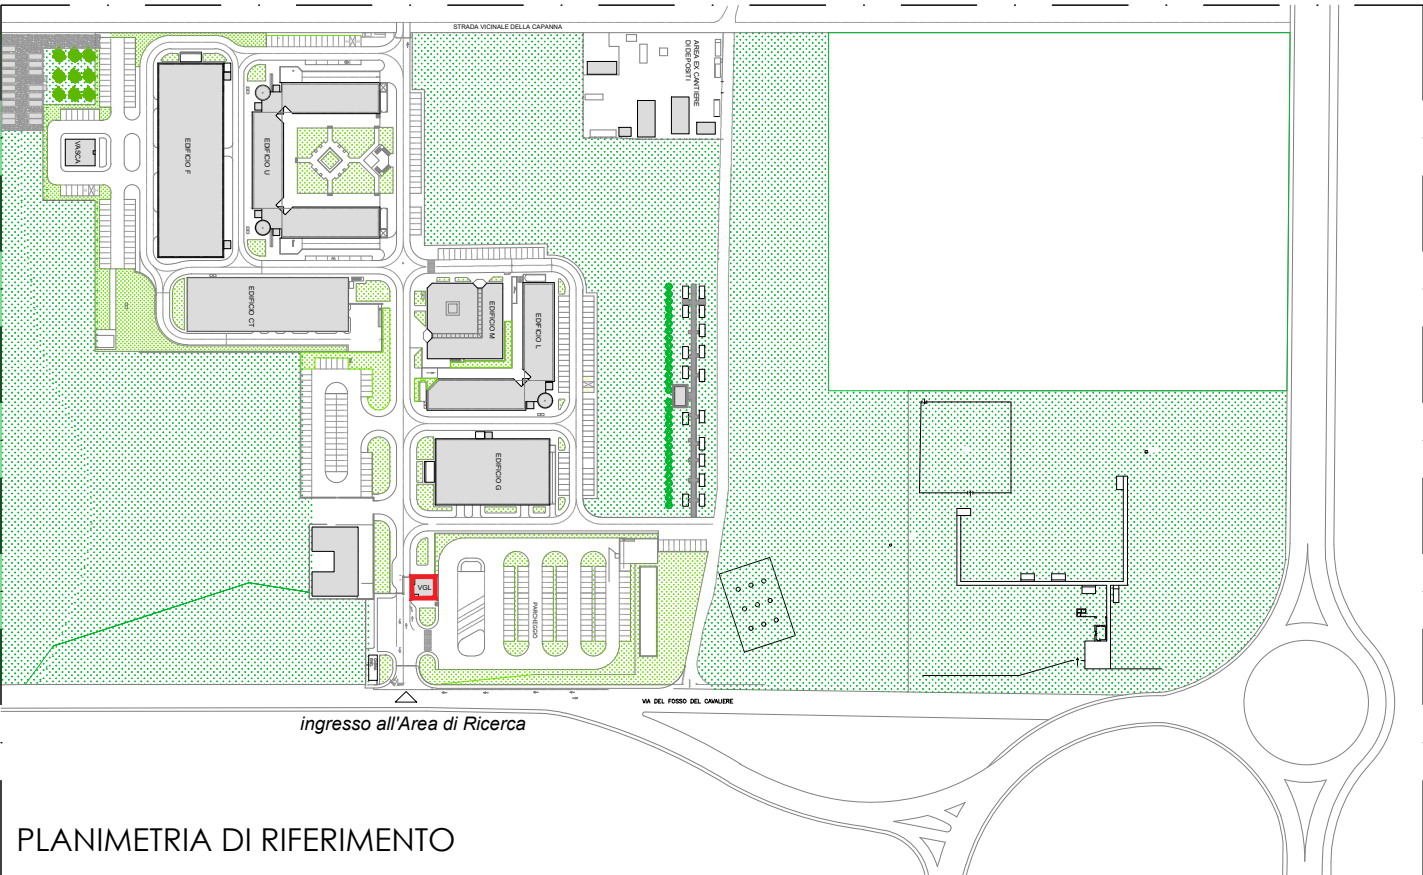 STRADA VICINALE DELLA CAPANNA
AREA EX CANTIERE
DI DEPOSITI
VASCA
EDIFICIO F
EDIFICIO U
EDIFICIO CT
EDIFICIO M
EDIFICIO L
EDIFICIO G
VGL
PARCHEGGIO
VIA DEL FOSSO DEL CAVALIERE
ingresso all'Area di Ricerca
PLANIMETRIA DI RIFERIMENTO